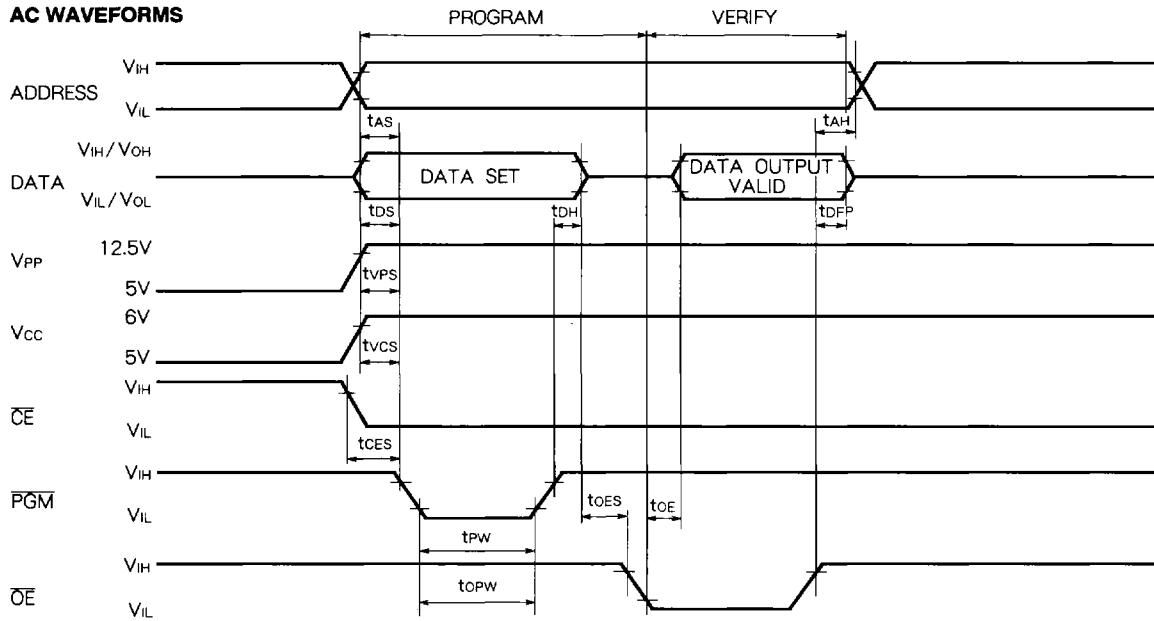 AC WAVEFORMS
PROGRAM
VERIFY
VIH
ADDRESS
VIL
tAS
tAH
VIH/VOH
DATA
DATA SET
DATA OUTPUT
VALID
VIL/VOL
tDS
tDH
tDFP
12.5V
VPP
tVPS
5V
6V
VCC
tVCS
5V
VIH
CE
VIL
tCES
VIH
PGM
VIL
tOES
tOE
tPW
VIH
tOPW
OE
VIL